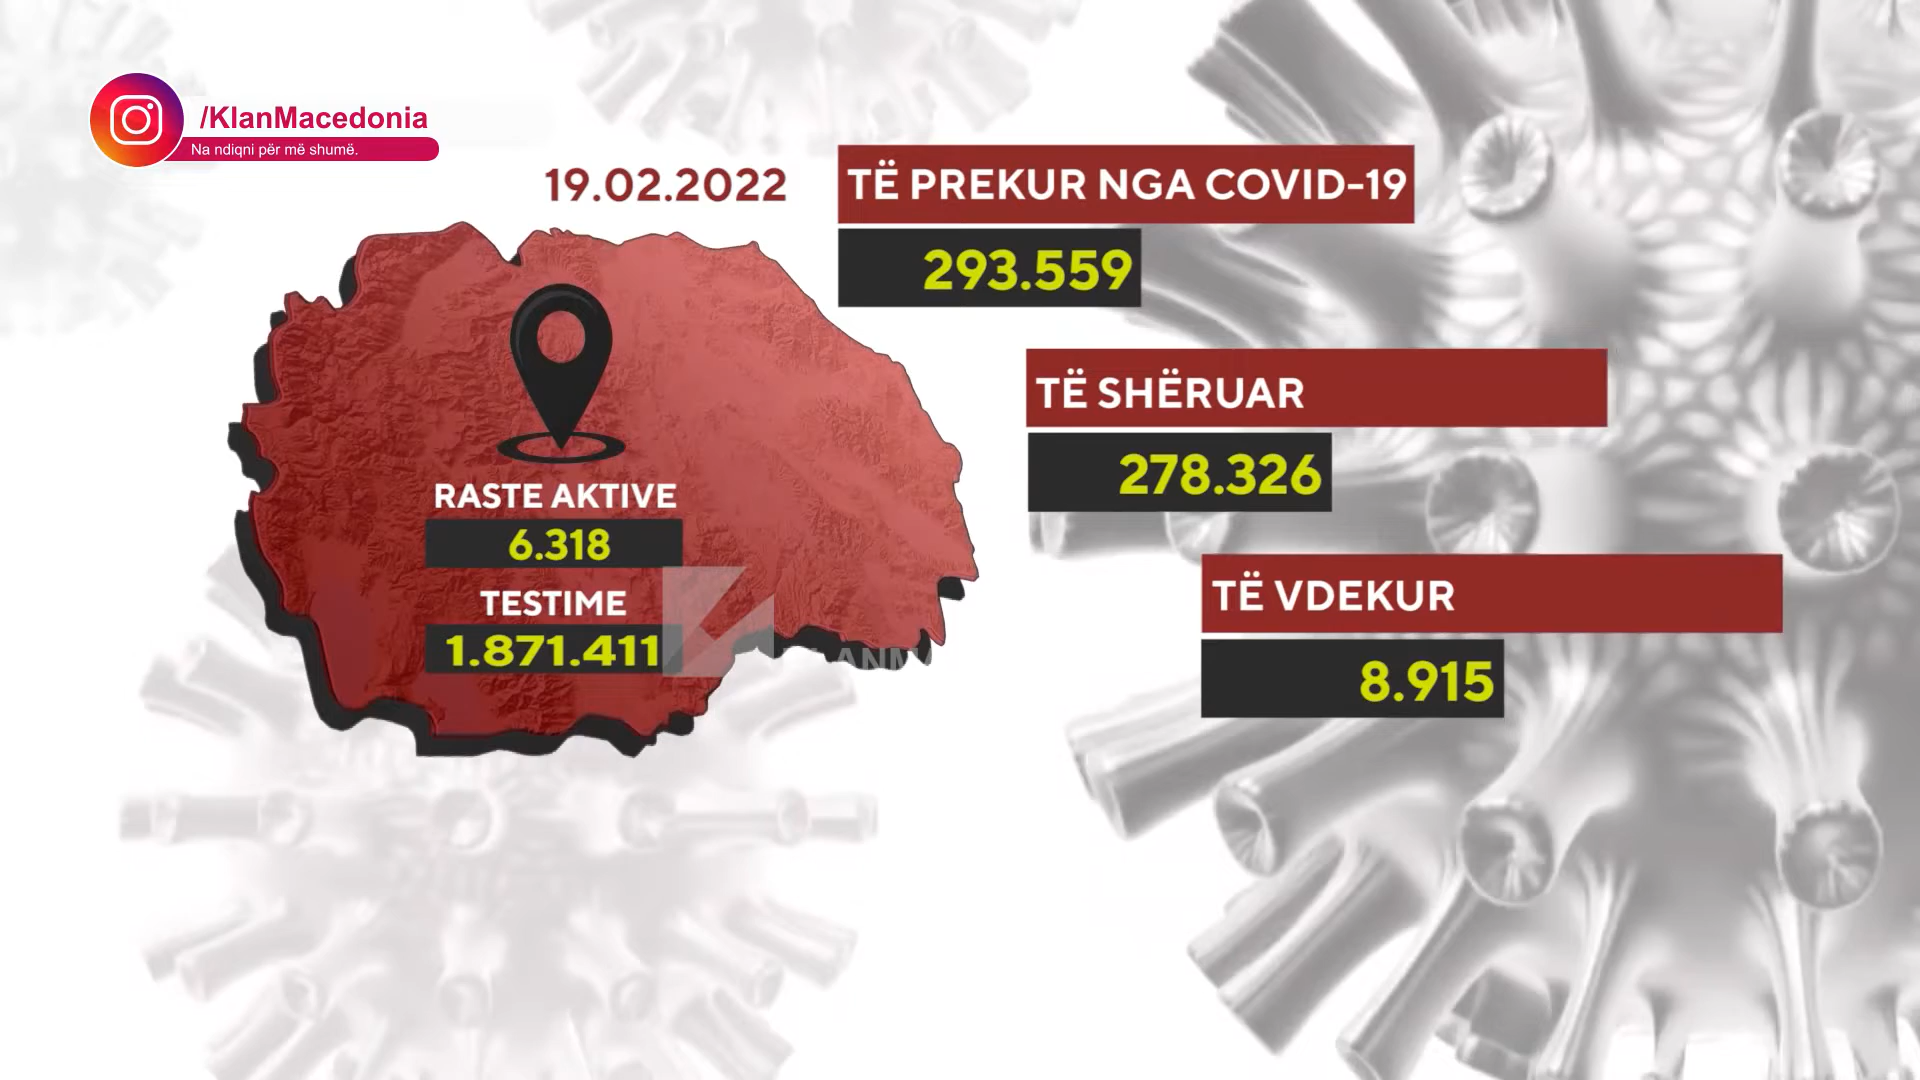 /KlanMacedonia
Na ndiqni për më shumë.
19.02.2022
TË PREKUR NGA COVID-19
293.559
TË SHËRUAR
278.326
TË VDEKUR
8.915
RASTE AKTIVE
6.318
TESTIME
1.871.411